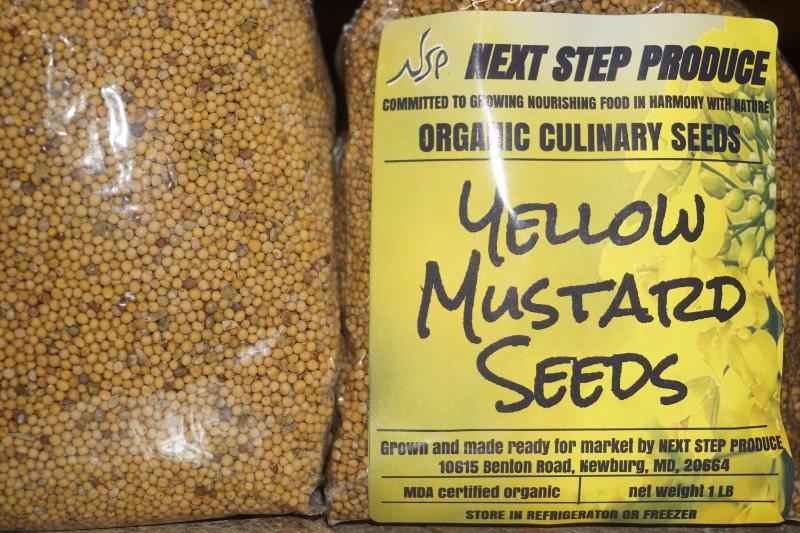 NSP NEXT STEP PRODUCE
COMMITTED TO GROWING NOURISHING FOOD IN HARMONY WITH NATURE
ORGANIC CULINARY SEEDS
YELLOW
MUSTARD
SEEDS
Grown and made ready for market by NEXT STEP PRODUCE
10615 Benton Road, Newburg, MD, 20664
MDA certified organic net weight 1 LB
STORE IN REFRIGERATOR OR FREEZER